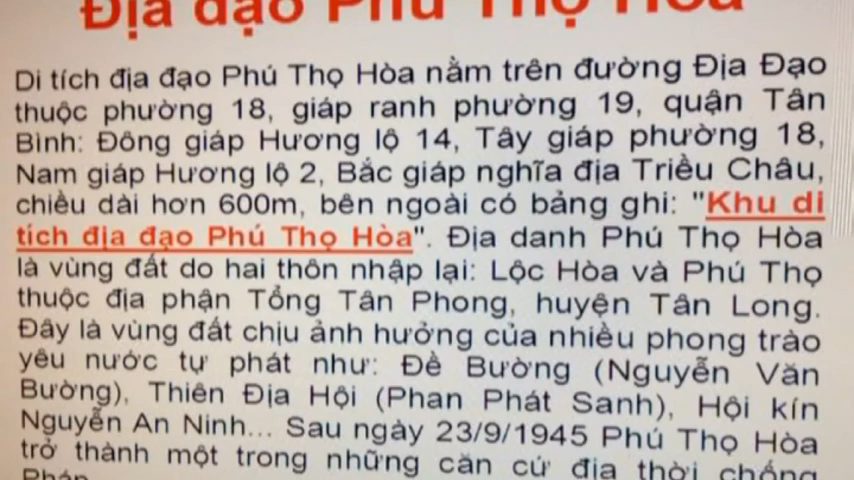 Địa đạo Phú Thọ Hòa
Di tích địa đạo Phú Thọ Hòa nằm trên đường Địa Đạo
thuộc phường 18, giáp ranh phường 19, quận Tân
Bình: Đông giáp Hương lộ 14, Tây giáp phường 18,
Nam giáp Hương lộ 2, Bắc giáp nghĩa địa Triều Châu,
chiều dài hơn 600m, bên ngoài có bảng ghi: "Khu di
tích địa đạo Phú Thọ Hòa". Địa danh Phú Thọ Hòa
là vùng đất do hai thôn nhập lại: Lộc Hòa và Phú Thọ
thuộc địa phận Tổng Tân Phong, huyện Tân Long.
Đây là vùng đất chịu ảnh hưởng của nhiều phong trào
yêu nước tự phát như: Đề Bường (Nguyễn Văn
Bường), Thiên Địa Hội (Phan Phát Sanh), Hội kín
Nguyễn An Ninh... Sau ngày 23/9/1945 Phú Thọ Hòa
trở thành một trong những căn cứ địa thời chống
Pháp